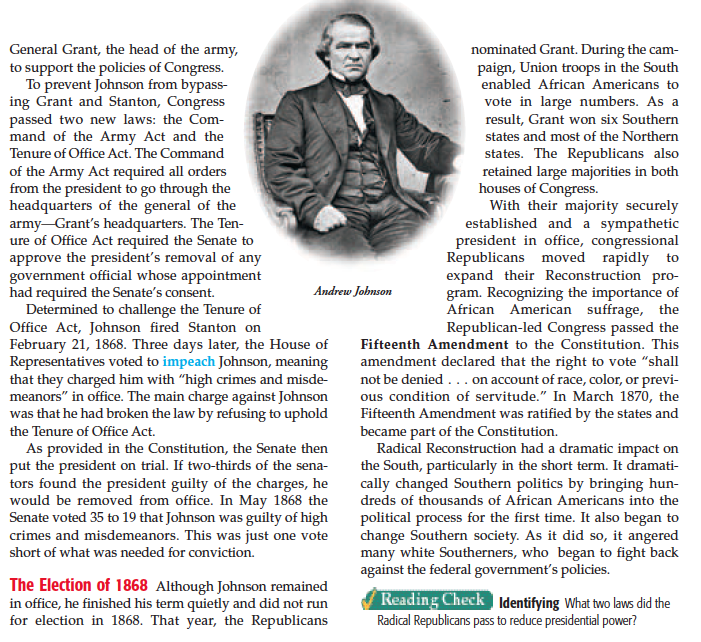 General Grant, the head of the army,
to support the policies of Congress.
To prevent Johnson from bypass-
ing Grant and Stanton, Congress
passed two new laws: the Com-
mand of the Army Act and the
Tenure of Office Act. The Command
of the Army Act required all orders
from the president to go through the
headquarters of the general of the
army—Grant's headquarters. The Ten-
ure of Office Act required the Senate to
approve the president's removal of any
government official whose appointment
had required the Senate's consent.
Determined to challenge the Tenure of
Office Act, Johnson fired Stanton on
February 21, 1868. Three days later, the House of
Representatives voted to impeach Johnson, meaning
that they charged him with "high crimes and misde-
meanors" in office. The main charge against Johnson
was that he had broken the law by refusing to uphold
the Tenure of Office Act.
As provided in the Constitution, the Senate then
put the president on trial. If two-thirds of the sena-
tors found the president guilty of the charges, he
would be removed from office. In May 1868 the
Senate voted 35 to 19 that Johnson was guilty of high
crimes and misdemeanors. This was just one vote
short of what was needed for conviction.
The Election of 1868 Although Johnson remained
in office, he finished his term quietly and did not run
for election in 1868. That year, the Republicans
Andrew Johnson
nominated Grant. During the cam-
paign, Union troops in the South
enabled African Americans to
vote in large numbers. As a
result, Grant won six Southern
states and most of the Northern
states. The Republicans also
retained large majorities in both
houses of Congress.
With their majority securely
established and a sympathetic
president in office, congressional
Republicans moved rapidly to
expand their Reconstruction pro-
gram. Recognizing the importance of
African American suffrage, the
Republican-led Congress passed the
Fifteenth Amendment to the Constitution. This
amendment declared that the right to vote "shall
not be denied . . . on account of race, color, or previ-
ous condition of servitude." In March 1870, the
Fifteenth Amendment was ratified by the states and
became part of the Constitution.
Radical Reconstruction had a dramatic impact on
the South, particularly in the short term. It dramati-
cally changed Southern politics by bringing hun-
dreds of thousands of African Americans into the
political process for the first time. It also began to
change Southern society. As it did so, it angered
many white Southerners, who began to fight back
against the federal government's policies.
Reading Check Identifying What two laws did the
Radical Republicans pass to reduce presidential power?